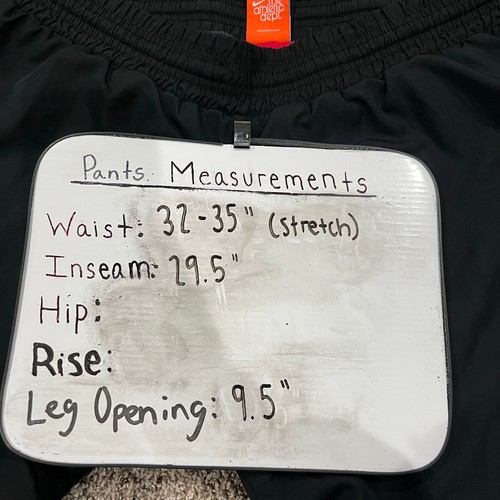 the
athletic
dept.
Pants Measurements
Waist: 32-35" (stretch)
Inseam: 29.5"
Hip:
Rise:
Leg Opening: 9.5"